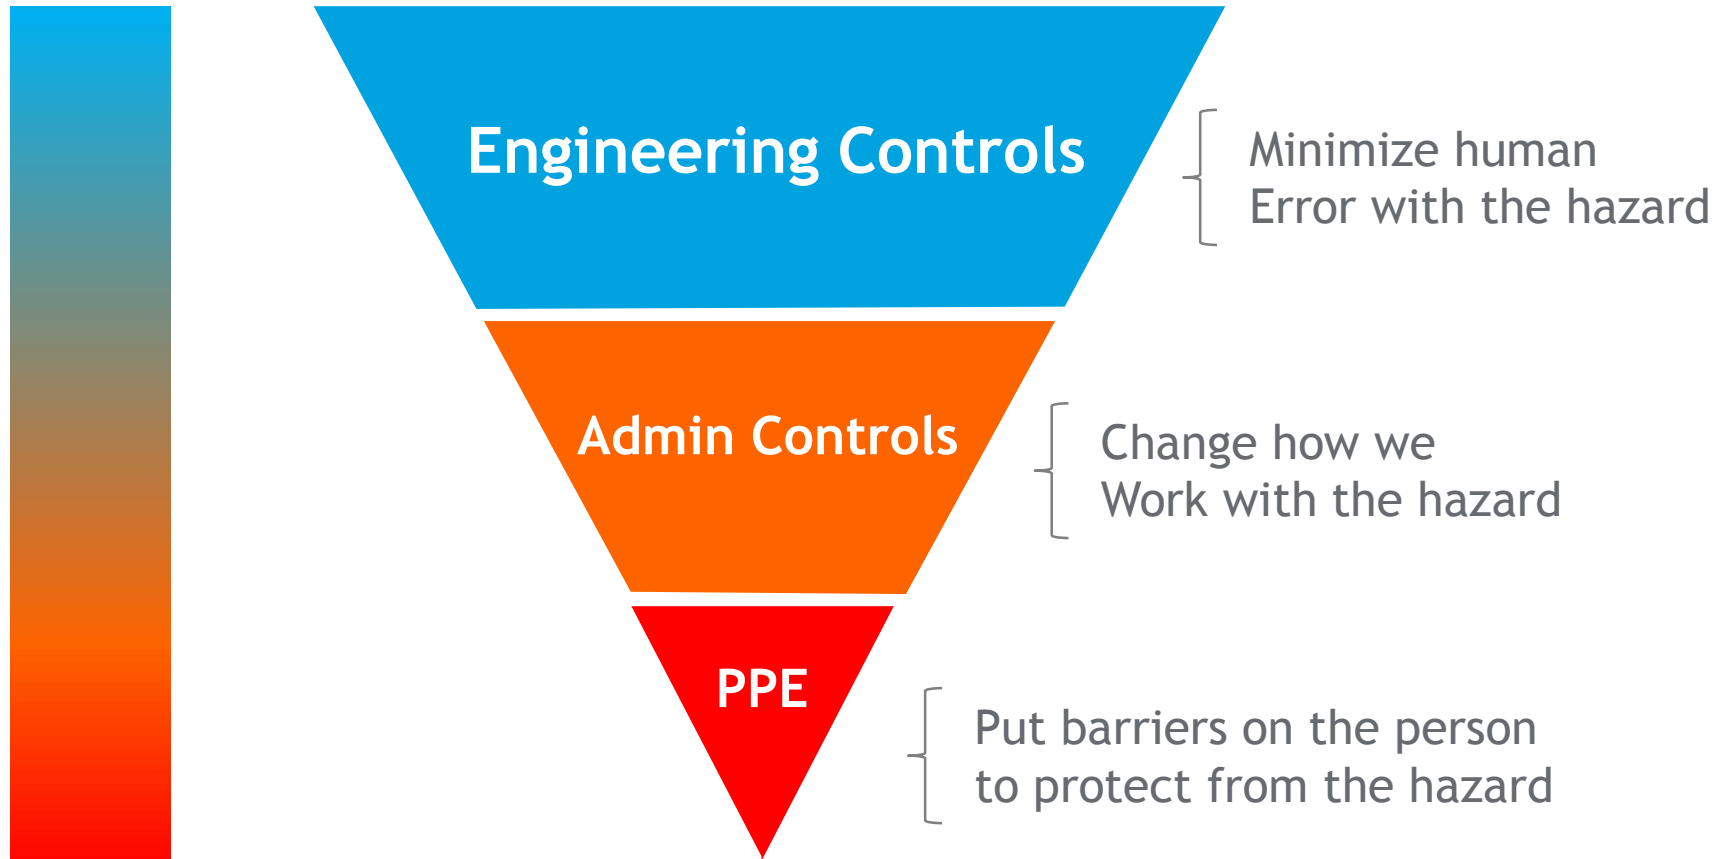 Engineering Controls
Minimize human
Error with the hazard
Admin Controls
Change how we
Work with the hazard
PPE
Put barriers on the person
to protect from the hazard